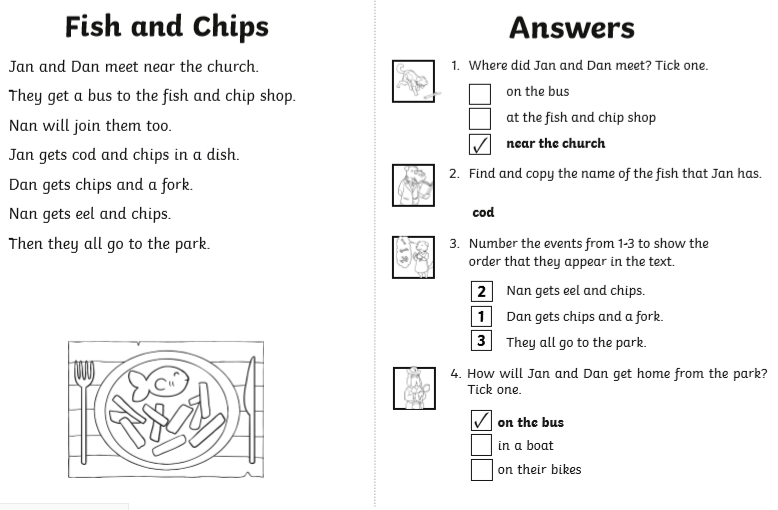 Fish and Chips
Jan and Dan meet near the church.
They get a bus to the fish and chip shop.
Nan will join them too.
Jan gets cod and chips in a dish.
Dan gets chips and a fork.
Nan gets eel and chips.
Then they all go to the park.
Answers
1. Where did Jan and Dan meet? Tick one.
on the bus
at the fish and chip shop
near the church
2. Find and copy the name of the fish that Jan has.
cod
3. Number the events from 1-3 to show the
order that they appear in the text.
2 Nan gets eel and chips.
1 Dan gets chips and a fork.
3 They all go to the park.
4. How will Jan and Dan get home from the park?
Tick one.
on the bus
in a boat
on their bikes